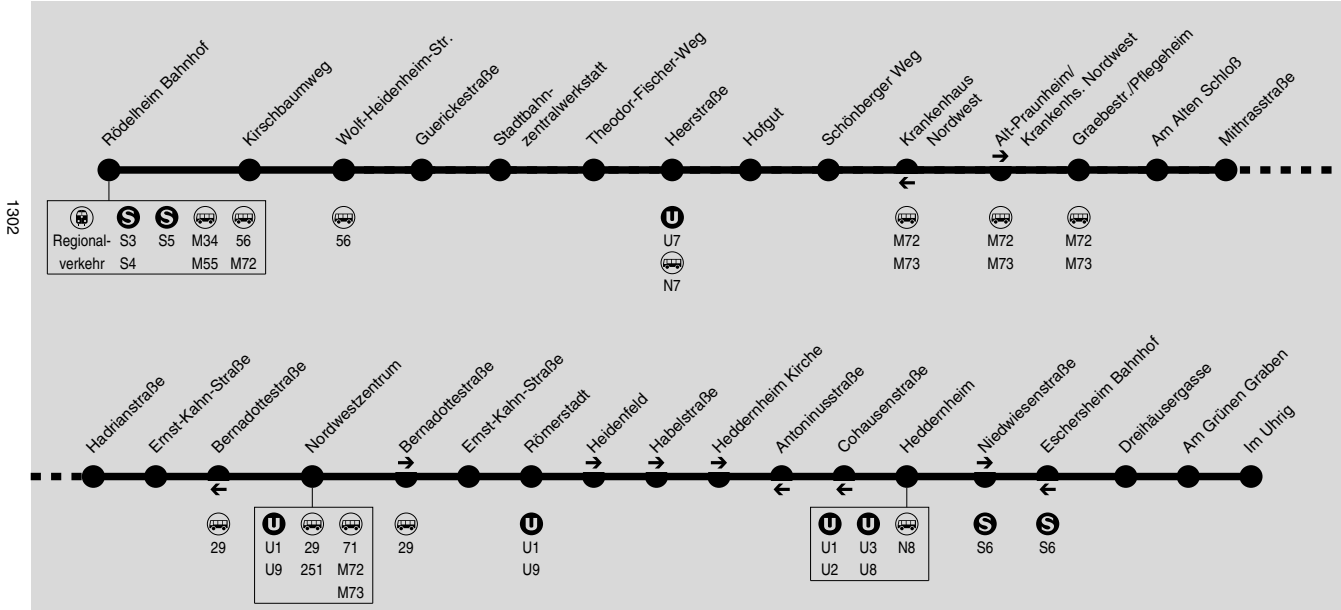 1302
Rödelheim Bahnhof
Kirschbaumweg
Wolf-Heidenheim-Str.
Guerickestraße
Stadtbahn-
zentralwerkstatt
Theodor-Fischer-Weg
Heerstraße
Hofgut
Schönberger Weg
Krankenhaus
Nordwest
Alt-Praunheim/
Krankenhs. Nordwest
Graebestr./Pflegeheim
Am Alten Schloß
Mithrasstraße
S S U
Regional- S3 S5 M34 56 56 U7 M72 M72 M72
verkehr S4 M55 M72 M73 M73 M73
N7
Hadrianstraße
Ernst-Kahn-Straße
Bernadottestraße
Nordwestzentrum
Bernadottestraße
Ernst-Kahn-Straße
Römerstadt
Heidenfeld
Habelstraße
Heddernheim Kirche
Antoninusstraße
Cohausenstraße
Heddernheim
Niedwiesenstraße
Eschersheim Bahnhof
Dreihäusergasse
Am Grünen Graben
Im Uhrig
U U U U S S
29 U1 29 71 29 U1 U1 U3 N8 S6 S6
U9 251 M72 U9 U2 U8
M73